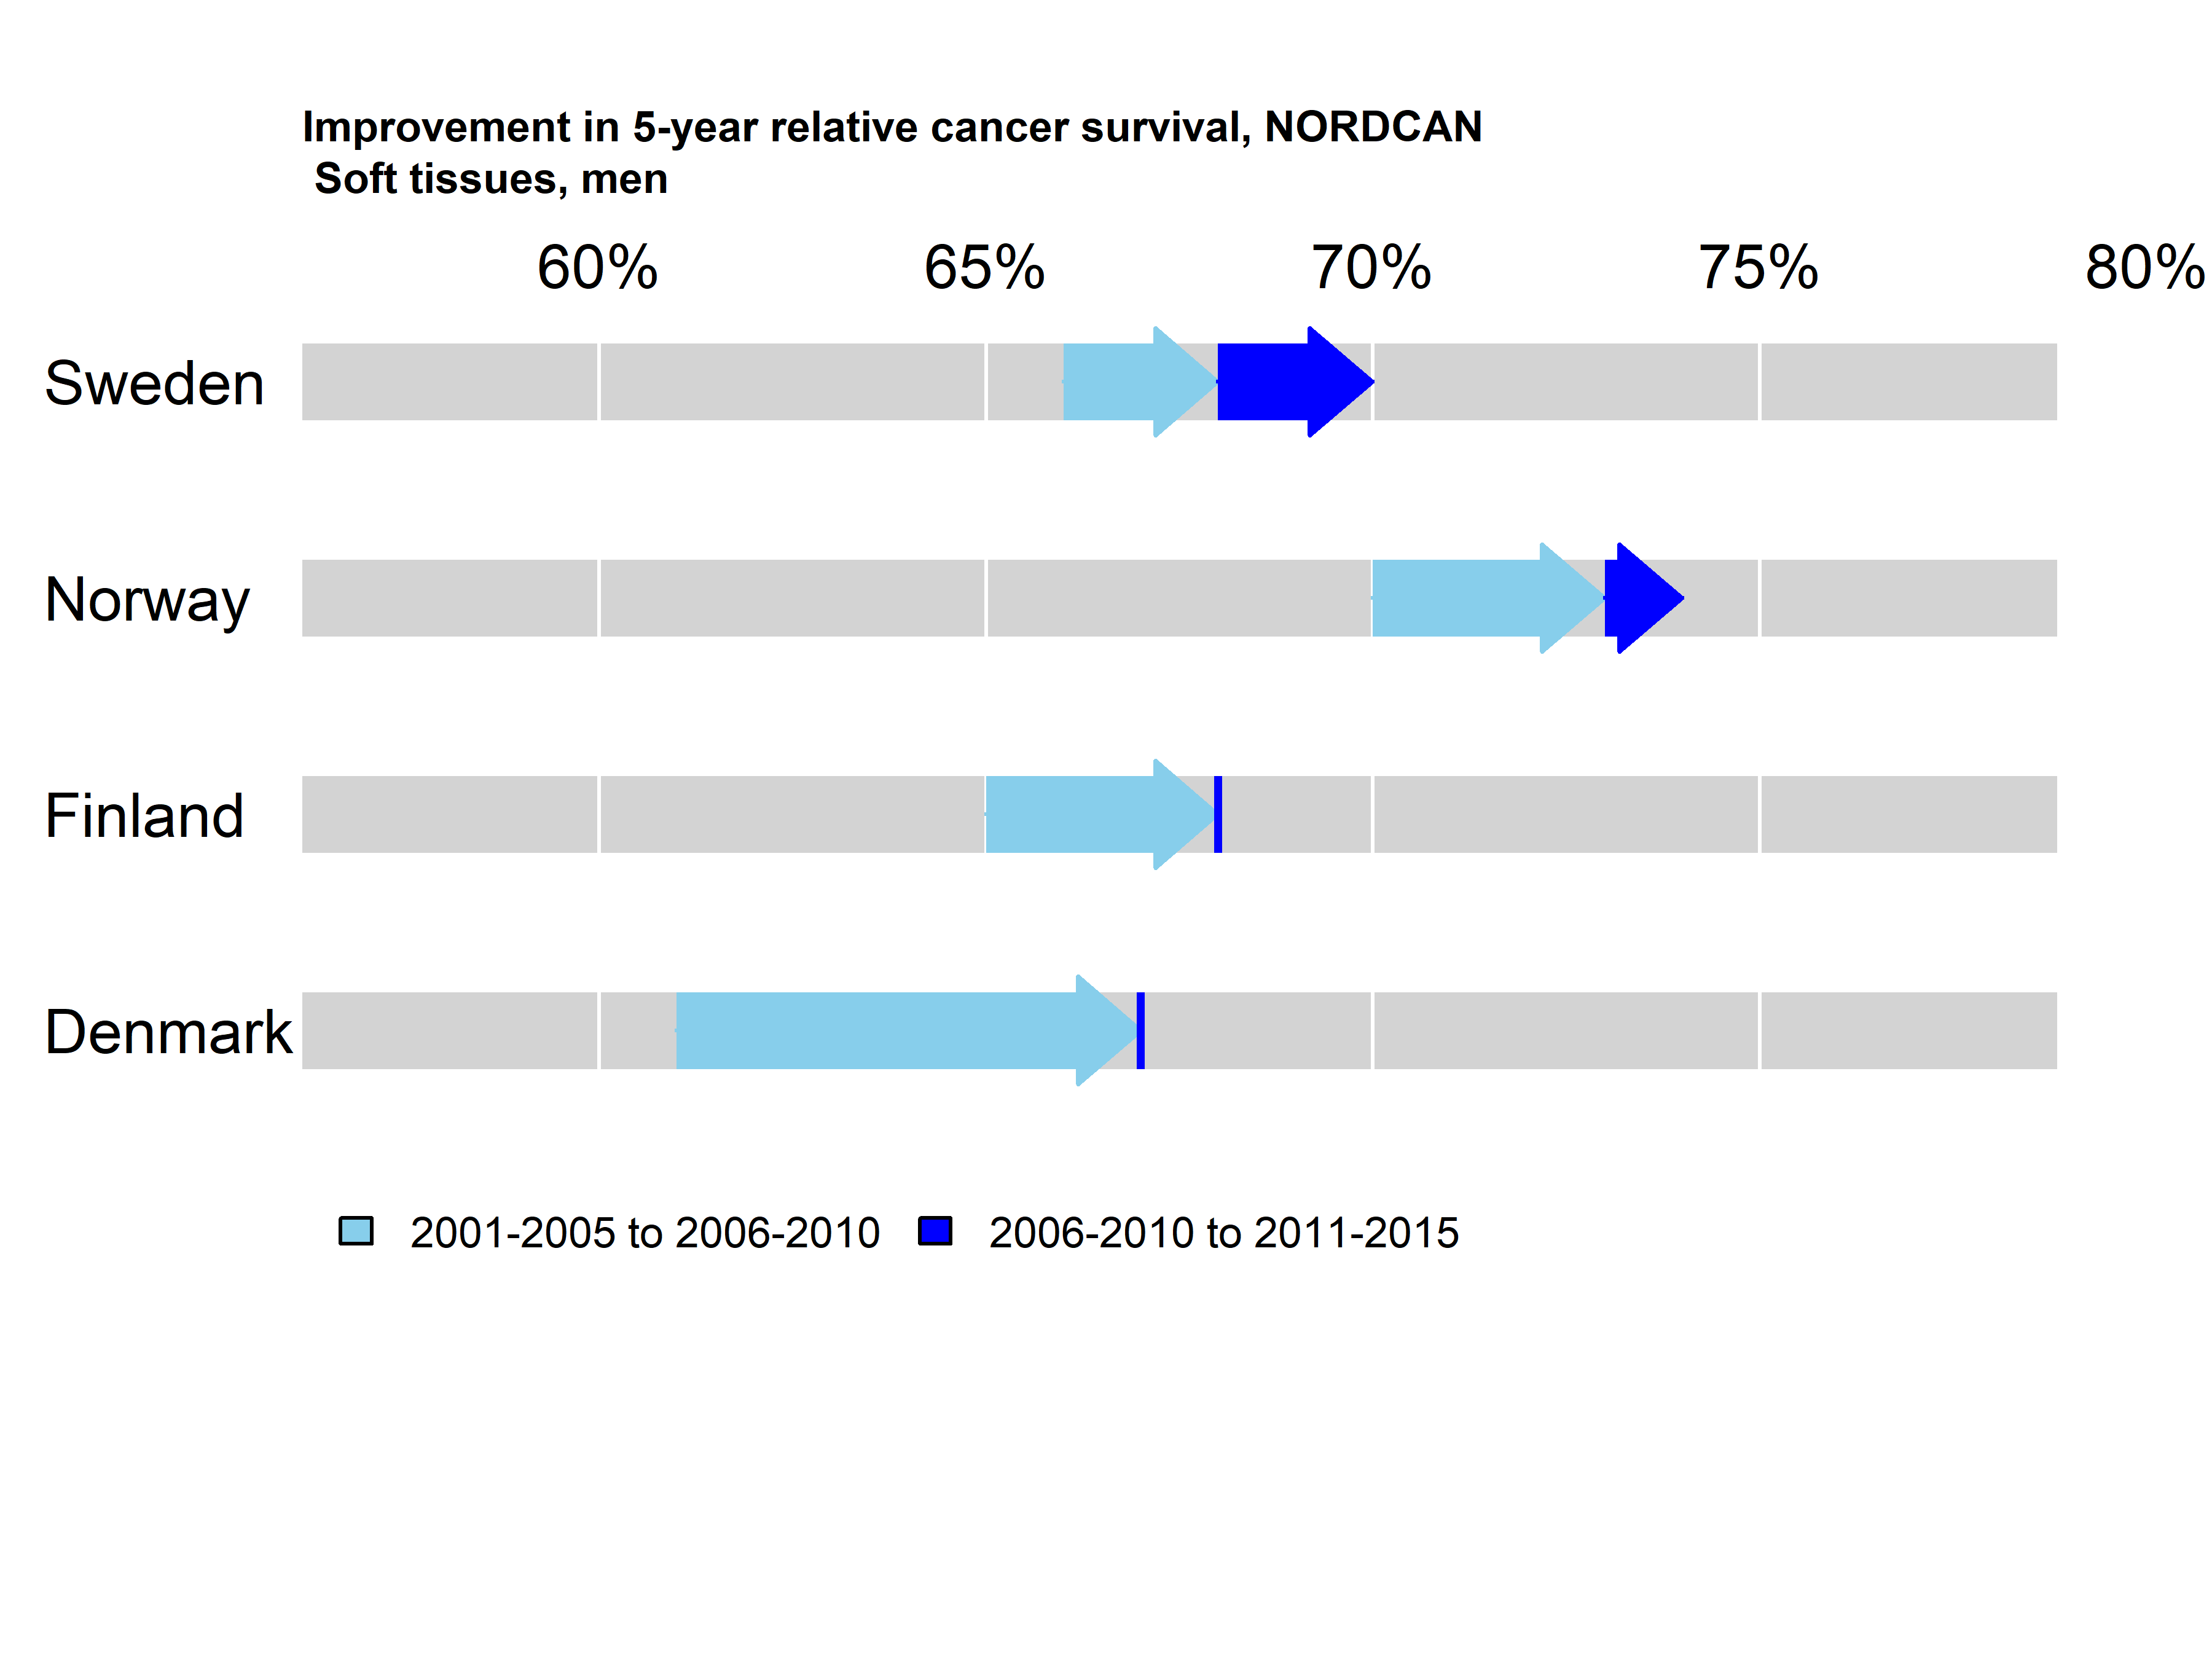 Improvement in 5-year relative cancer survival, NORDCAN
Soft tissues, men
60% 65% 70% 75% 80%
Sweden
Norway
Finland
Denmark
2001-2005 to 2006-2010 2006-2010 to 2011-2015